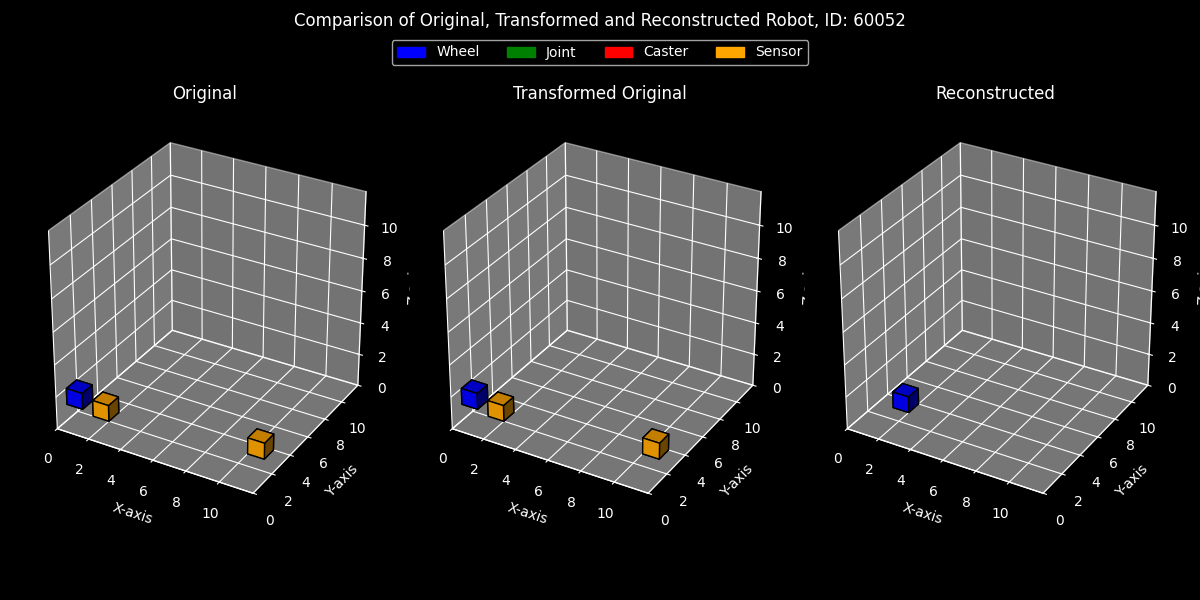 Comparison of Original, Transformed and Reconstructed Robot, ID: 60052
Wheel Joint Caster Sensor
Original Transformed Original Reconstructed
10 10 10
8 8 8
6 6 6
4 4 4
2 2 2
0 0 0
0 2 4 6 8 10 0 2 4 6 8 10 0 2 4 6 8 10
0 2 4 6 8 10 0 2 4 6 8 10 0 2 4 6 8 10
X-axis Y-axis X-axis Y-axis X-axis Y-axis